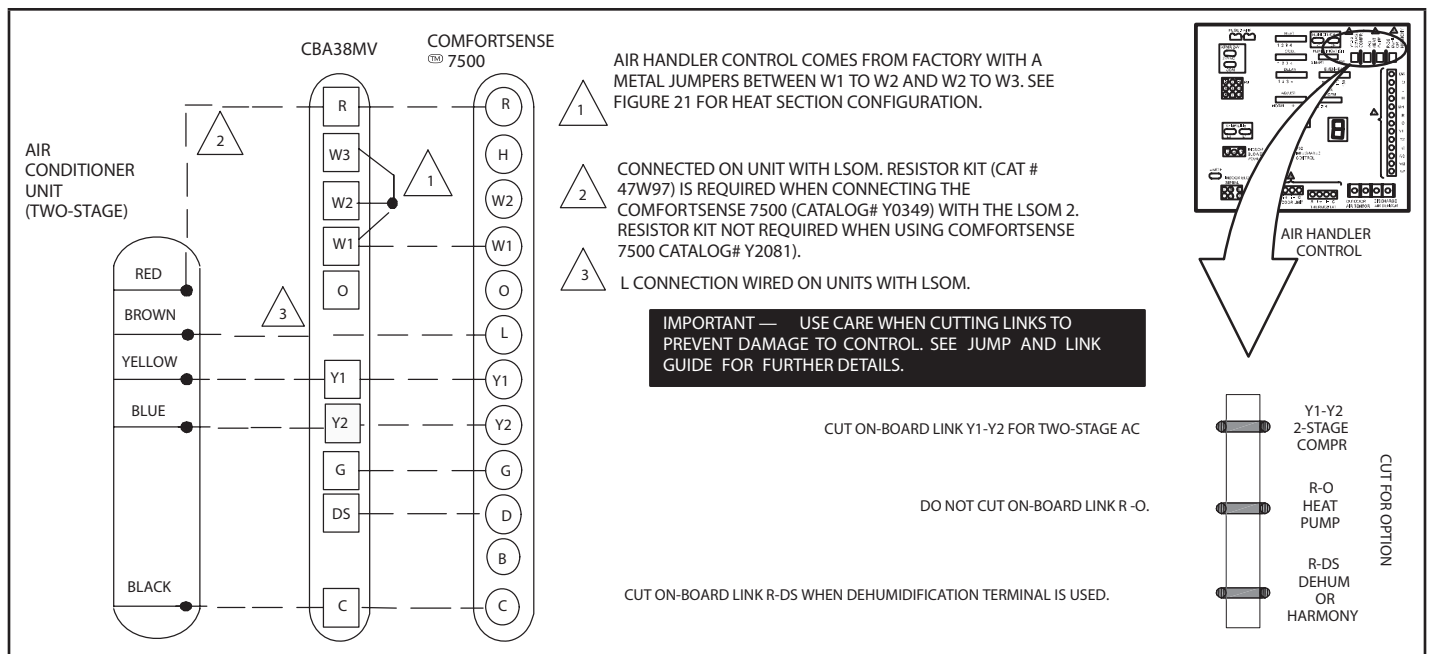 CBA38MV
COMFORTSENSE
™ 7500
AIR
CONDITIONER
UNIT
(TWO-STAGE)
RED
BROWN
YELLOW
BLUE
BLACK
2
3
1
R
W3
W2
W1
O
Y1
Y2
G
DS
C
R
H
W2
W1
O
L
Y1
Y2
G
D
B
C
1
AIR HANDLER CONTROL COMES FROM FACTORY WITH A
METAL JUMPERS BETWEEN W1 TO W2 AND W2 TO W3. SEE
FIGURE 21 FOR HEAT SECTION CONFIGURATION.
2
CONNECTED ON UNIT WITH LSOM. RESISTOR KIT (CAT #
47W97) IS REQUIRED WHEN CONNECTING THE
COMFORTSENSE 7500 (CATALOG# Y0349) WITH THE LSOM 2.
RESISTOR KIT NOT REQUIRED WHEN USING COMFORTSENSE
7500 CATALOG# Y2081).
3
L CONNECTION WIRED ON UNITS WITH LSOM.
IMPORTANT — USE CARE WHEN CUTTING LINKS TO
PREVENT DAMAGE TO CONTROL. SEE JUMP AND LINK
GUIDE FOR FURTHER DETAILS.
AIR HANDLER
CONTROL
CUT ON-BOARD LINK Y1-Y2 FOR TWO-STAGE AC
DO NOT CUT ON-BOARD LINK R -O.
CUT ON-BOARD LINK R-DS WHEN DEHUMIDIFICATION TERMINAL IS USED.
Y1-Y2
2-STAGE
COMPR
R-O
HEAT
PUMP
R-DS
DEHUM
OR
HARMONY
CUT FOR OPTION